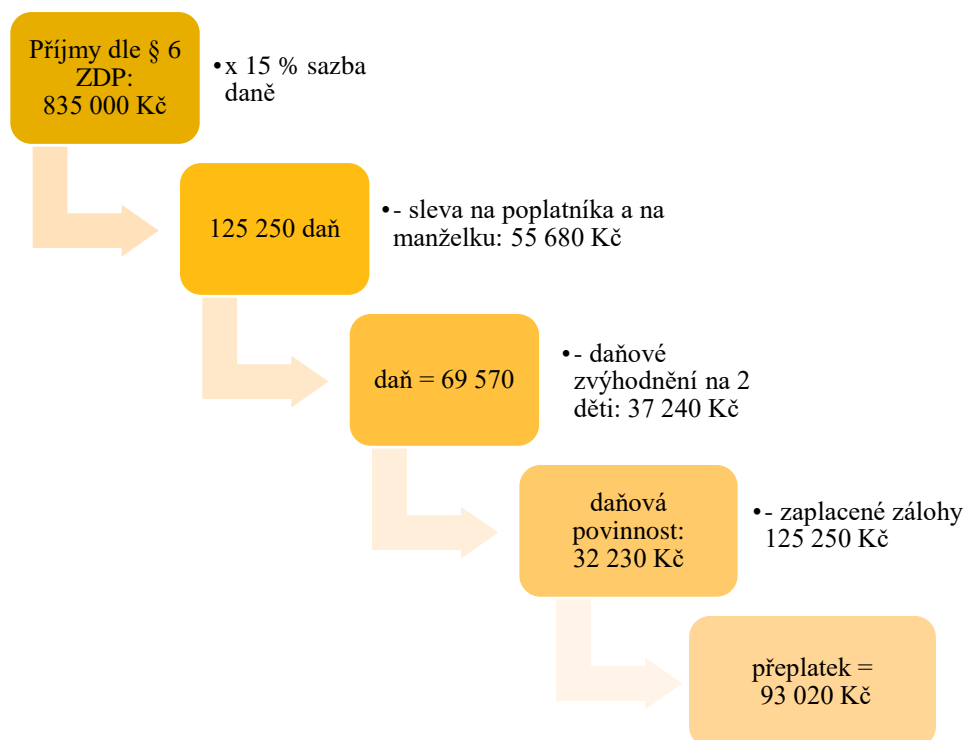 Příjmy dle § 6
ZDP:
835 000 Kč
•x 15 % sazba
daně
125 250 daň
•- sleva na poplatníka a na
manželku: 55 680 Kč
daň = 69 570
•- daňové
zvýhodnění na 2
děti: 37 240 Kč
daňová
povinnost:
32 230 Kč
•- zaplacené zálohy
125 250 Kč
přeplatek =
93 020 Kč